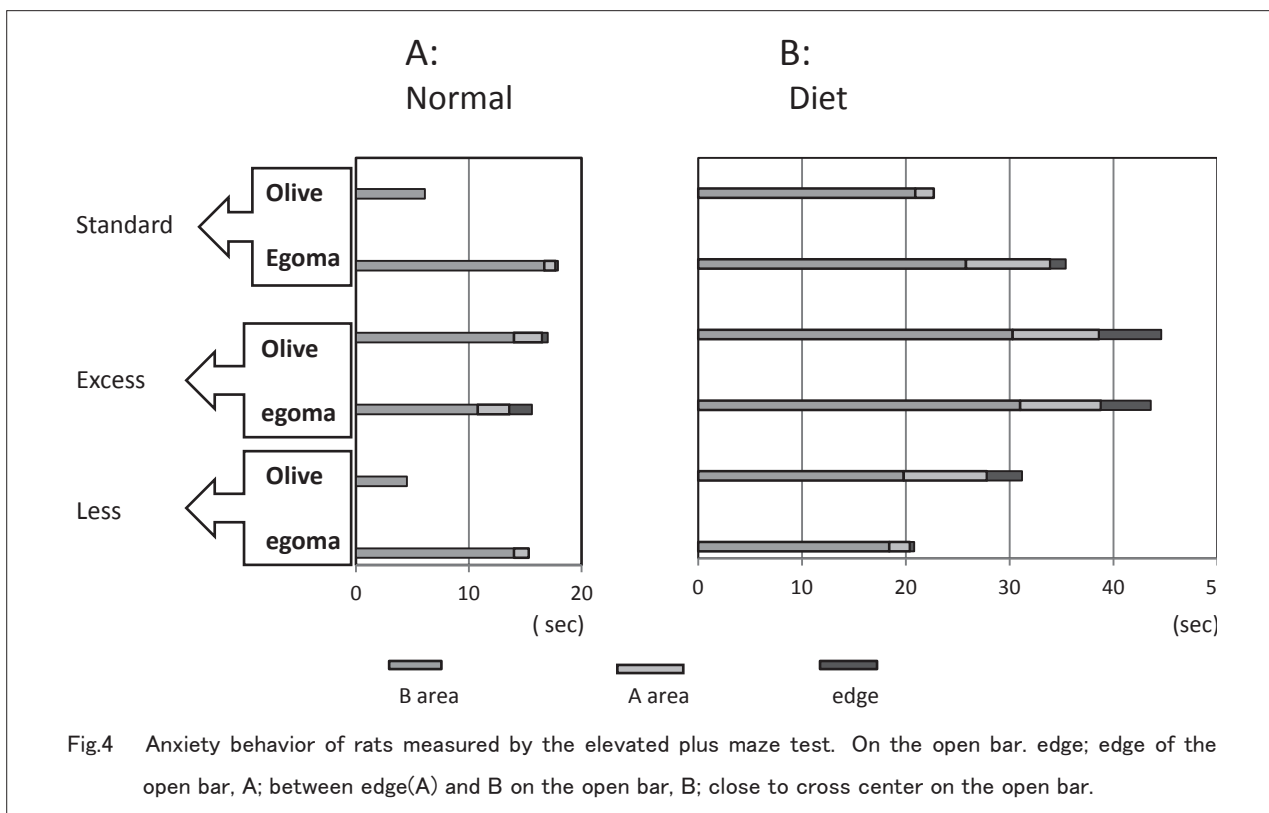 A:
Normal
B:
Diet
Standard
Olive
Egoma
Excess
Olive
egoma
Less
Olive
egoma
0 10 20
( sec)
0 10 20 30 40 5
(sec)
B area A area edge
Fig.4 Anxiety behavior of rats measured by the elevated plus maze test. On the open bar. edge; edge of the
open bar, A; between edge(A) and B on the open bar, B; close to cross center on the open bar.